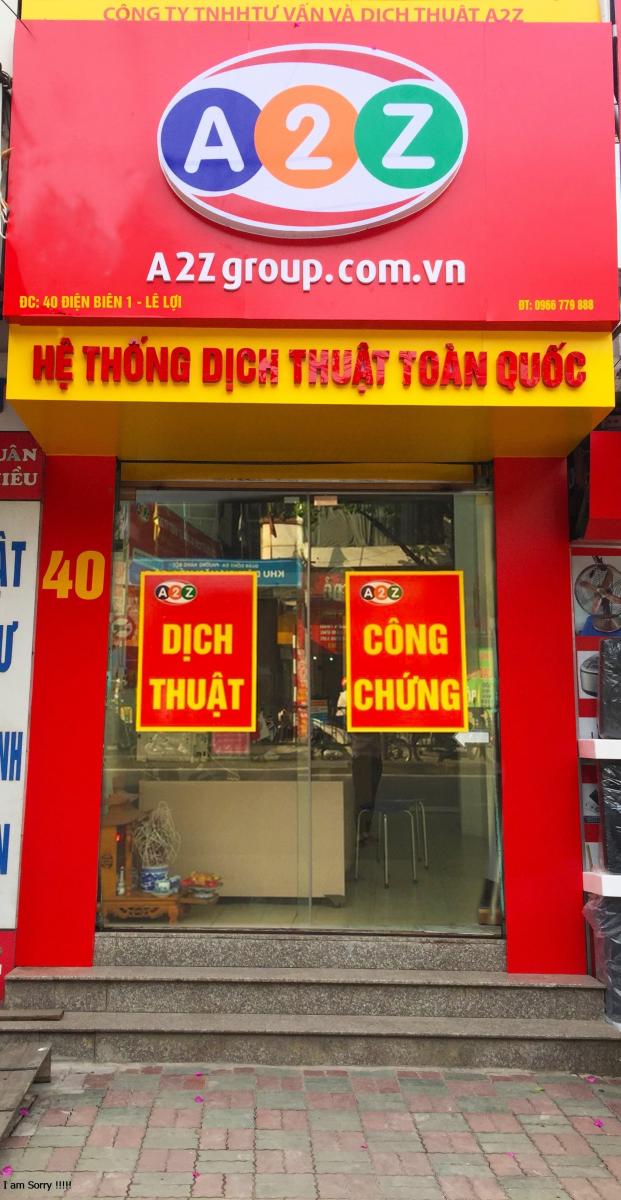 CÔNG TY TNHH TƯ VẤN VÀ DỊCH THUẬT A2Z
A2Z
A2Zgroup.com.vn
ĐC: 40 ĐIỆN BIÊN 1 - LÊ LỢI
ĐT: 0966 779 888
HỆ THỐNG DỊCH THUẬT TOÀN QUỐC
40
A2Z
DỊCH
THUẬT
A2Z
CÔNG
CHỨNG
I am Sorry !!!!!